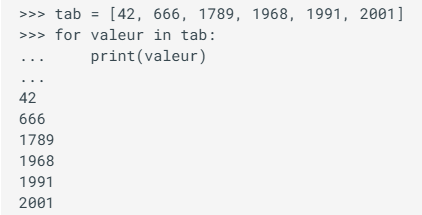 >>> tab = [42, 666, 1789, 1968, 1991, 2001]
>>> for valeur in tab:
...     print(valeur)
...
42
666
1789
1968
1991
2001